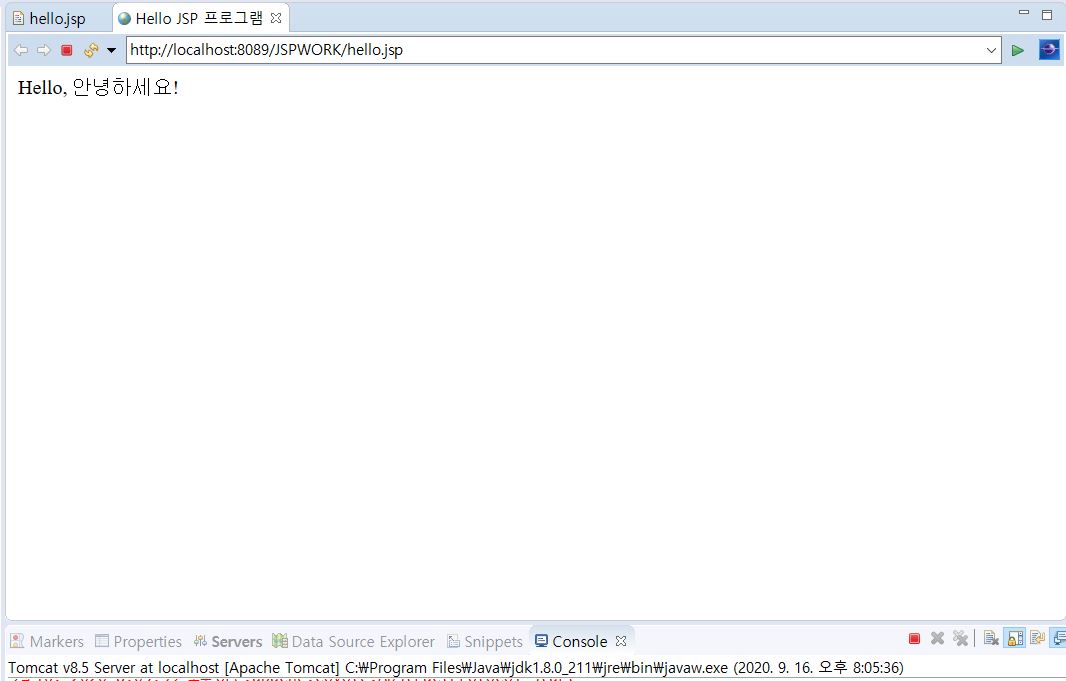 hello.jsp Hello JSP 프로그램
http://localhost:8089/JSPWORK/hello.jsp
Hello, 안녕하세요!
Markers Properties Servers Data Source Explorer Snippets Console
Tomcat v8.5 Server at localhost [Apache Tomcat] C:₩Program Files₩Java₩jdk1.8.0_211₩jre₩bin₩javaw.exe (2020. 9. 16. 오후 8:05:36)